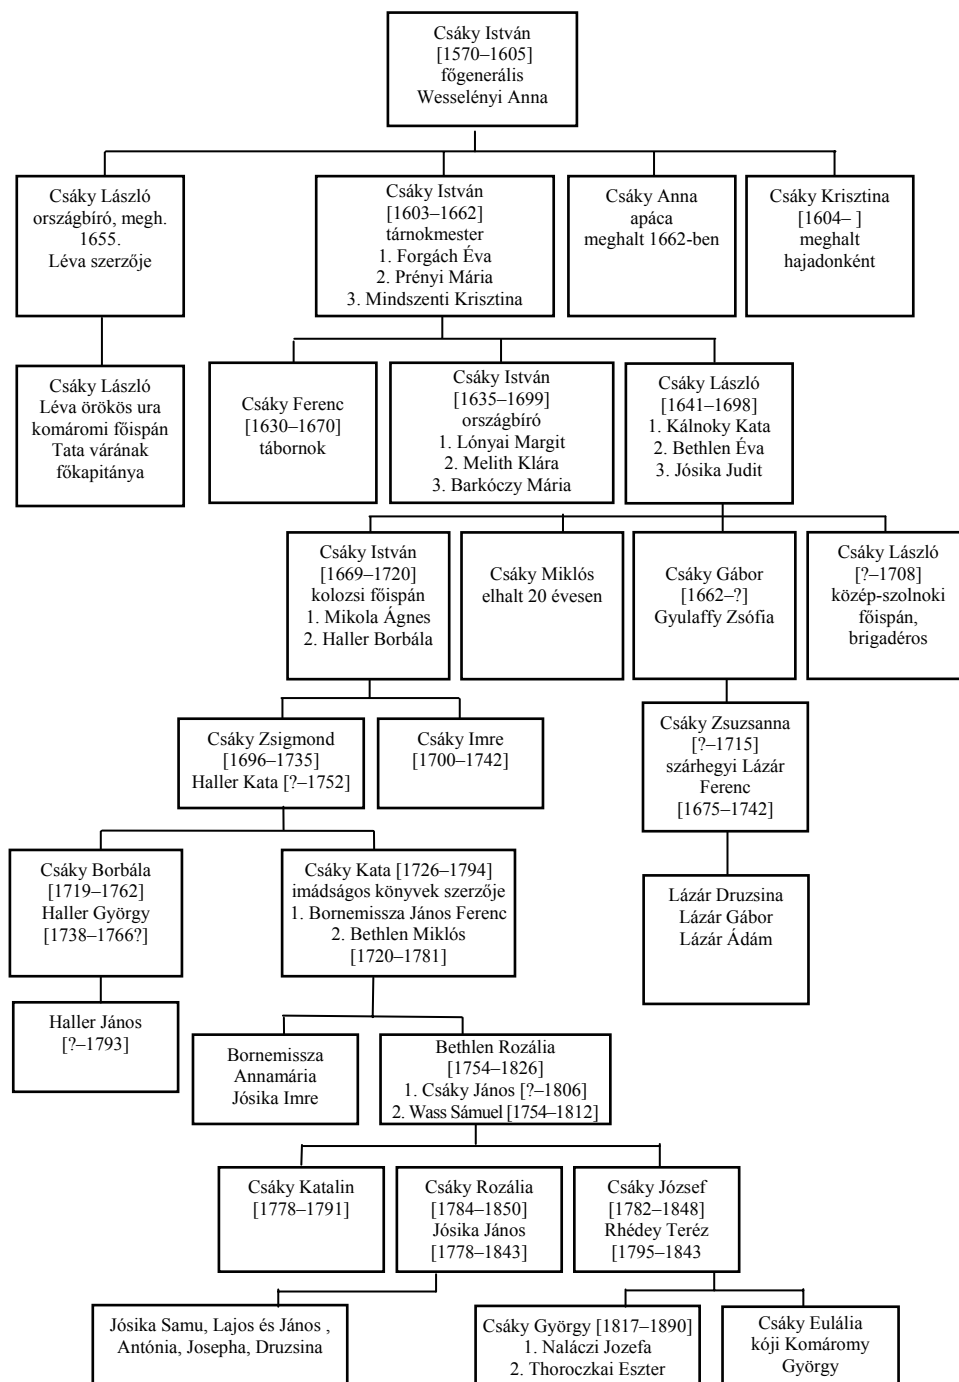 Csáky István
[1570–1605]
főgenerális
Wesselényi Anna
Csáky László
országbíró, megh.
1655.
Léva szerzője
Csáky István
[1603–1662]
tárnokmester
1. Forgách Éva
2. Prényi Mária
3. Mindszenti Krisztina
Csáky Anna
apáca
meghalt 1662-ben
Csáky Krisztina
[1604– ]
meghalt
hajadonként
Csáky László
Léva örökös ura
komáromi főispán
Tata várának
főkapitánya
Csáky Ferenc
[1630–1670]
tábornok
Csáky István
[1635–1699]
országbíró
1. Lónyai Margit
2. Melith Klára
3. Barkóczy Mária
Csáky László
[1641–1698]
1. Kálnoky Kata
2. Bethlen Éva
3. Jósika Judit
Csáky István
[1669–1720]
kolozsi főispán
1. Mikola Ágnes
2. Haller Borbála
Csáky Miklós
elhalt 20 évesen
Csáky Gábor
[1662–?]
Gyulaffy Zsófia
Csáky László
[?–1708]
közép-szolnoki
főispán,
brigadéros
Csáky Zsigmond
[1696–1735]
Haller Kata [?–1752]
Csáky Imre
[1700–1742]
Csáky Zsuzsanna
[?–1715]
szárhegyi Lázár
Ferenc
[1675–1742]
Csáky Borbála
[1719–1762]
Haller György
[1738–1766?]
Csáky Kata [1726–1794]
imádságos könyvek szerzője
1. Bornemissza János Ferenc
2. Bethlen Miklós
[1720–1781]
Lázár Druzsina
Lázár Gábor
Lázár Ádám
Haller János
[?–1793]
Bornemissza
Annamária
Jósika Imre
Bethlen Rozália
[1754–1826]
1. Csáky János [?–1806]
2. Wass Sámuel [1754–1812]
Csáky Katalin
[1778–1791]
Csáky Rozália
[1784–1850]
Jósika János
[1778–1843]
Csáky József
[1782–1848]
Rhédey Teréz
[1795–1843
Jósika Samu, Lajos és János ,
Antónia, Josepha, Druzsina
Csáky György [1817–1890]
1. Naláczi Jozefa
2. Thoroczkai Eszter
Csáky Eulália
kóji Komáromy
György